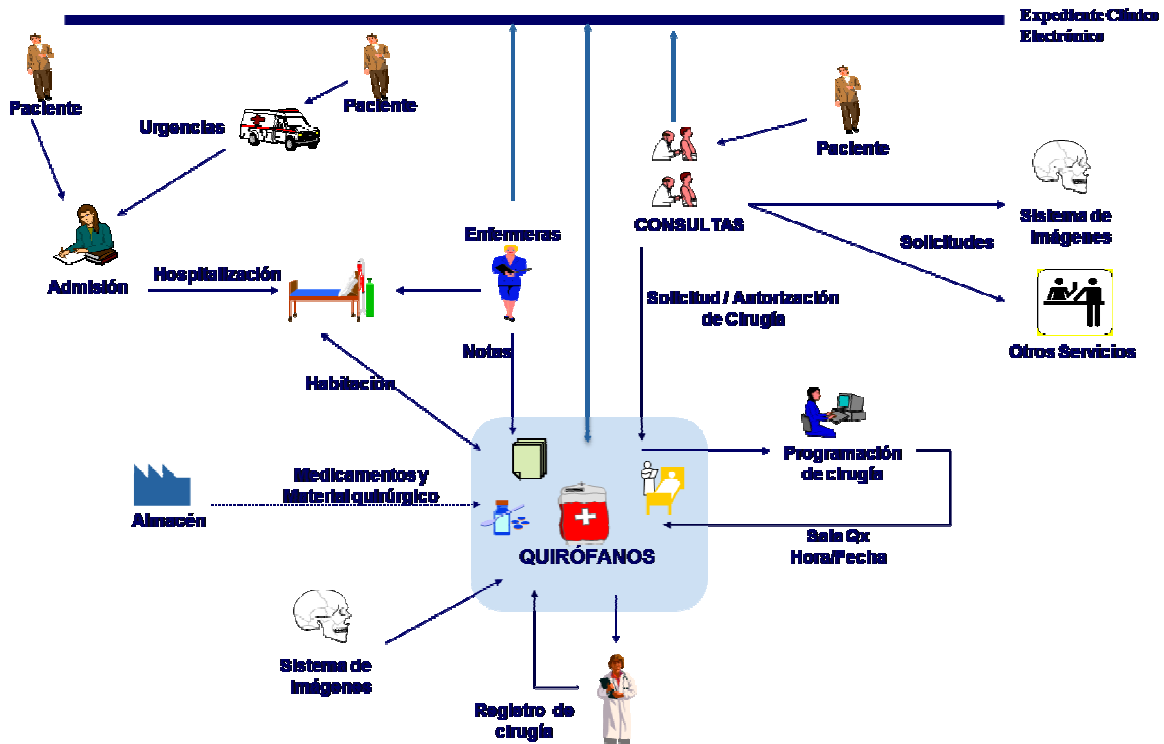 Expediente Clínico
Electrónico
Paciente
Paciente
Urgencias
Paciente
CONSULTAS
Sistema de
Imágenes
Solicitudes
Enfermeras
Hospitalización
Admisión
Solicitud / Autorización
de Cirugía
Otros Servicios
Notas
Habitación
Programación
de cirugía
Medicamentos y
Material quirúrgico
Almacén
Sala Qx
Hora/Fecha
QUIRÓFANOS
Sistema de
Imágenes
Registro de
cirugía